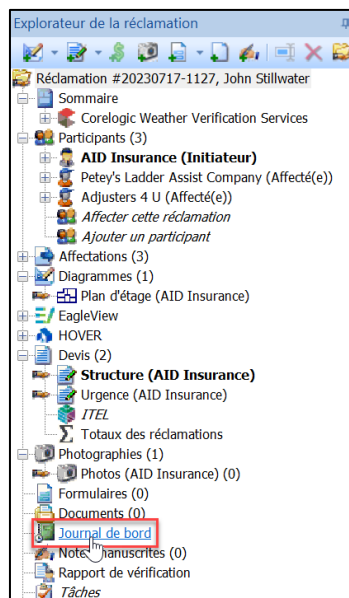 Explorateur de la réclamation
Réclamation #20230717-1127, John Stillwater
Sommaire
Corelogic Weather Verification Services
Participants (3)
AID Insurance (Initiateur)
Petey's Ladder Assist Company (Affecté(e))
Adjusters 4 U (Affecté(e))
Affecter cette réclamation
Ajouter un participant
Affectations (3)
Diagrammes (1)
Plan d'étage (AID Insurance)
EagleView
HOVER
Devis (2)
Structure (AID Insurance)
Urgence (AID Insurance)
ITEL
Totaux des réclamations
Photographies (1)
Photos (AID Insurance) (0)
Formulaires (0)
Documents (0)
Journal de bord
Notes manuscrites (0)
Rapport de vérification
Tâches